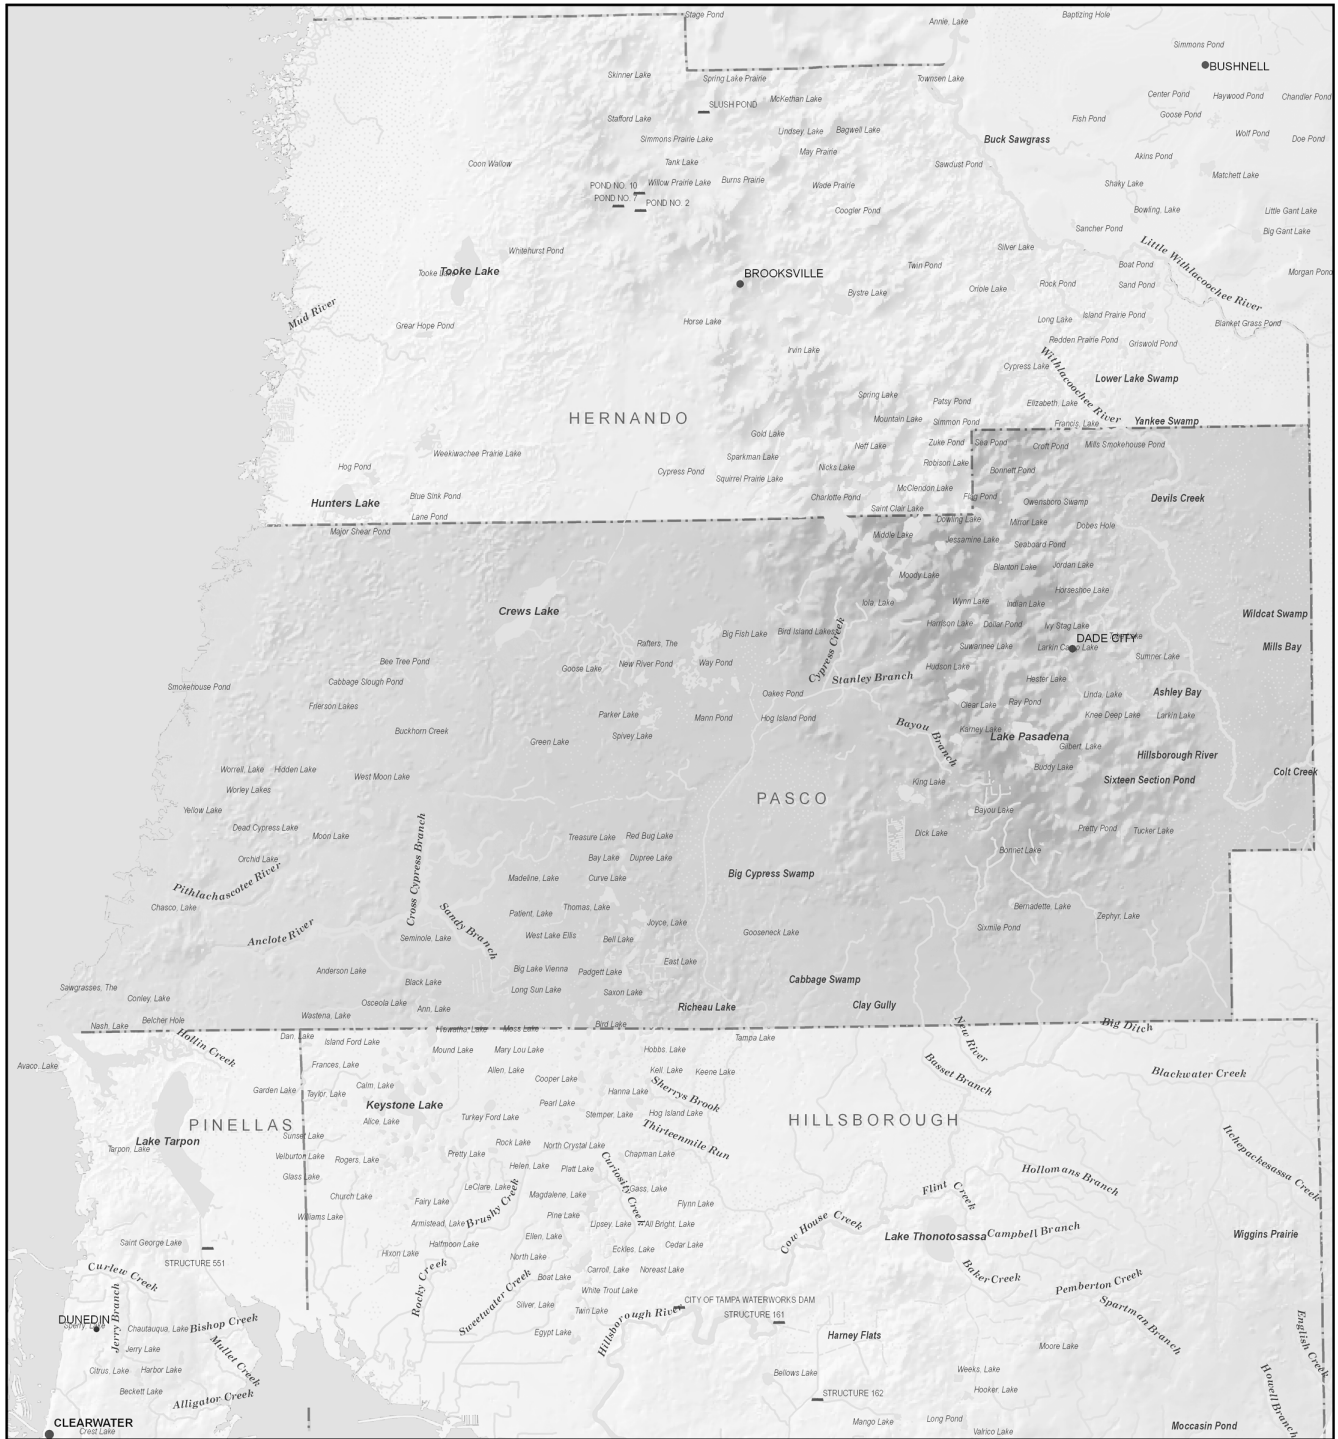 Stage Pond
Annie, Lake
Baptizing Hole
Simmons Pond
BUSHNELL
Skinner Lake
Spring Lake Prairie
Townsen Lake
McKethan Lake
SLUSH POND
Center Pond
Haywood Pond
Chandler Pond
Stafford Lake
Fish Pond
Goose Pond
Simmons Prairie Lake
Lindsey, Lake
Bagwell Lake
Buck Sawgrass
Wolf Pond
Doe Pond
Coon Wallow
Tank Lake
May Prairie
Sawdust Pond
Akins Pond
POND NO. 10
Willow Prairie Lake
Burns Prairie
Wade Prairie
Shaky Lake
Matchett Lake
POND NO. 7
POND NO. 2
Coogler Pond
Bowling, Lake
Little Gant Lake
Sancher Pond
Big Gant Lake
Whitehurst Pond
Silver Lake
Little Withlacoochee River
Tooke Lake
Tooke Lake
BROOKSVILLE
Twin Pond
Boat Pond
Morgan Pond
Mud River
Bystre Lake
Oriole Lake
Rock Pond
Sand Pond
Grear Hope Pond
Horse Lake
Long Lake
Island Prairie Pond
Blanket Grass Pond
Irvin Lake
Redden Prairie Pond
Griswold Pond
Cypress Lake
Withlacoochee River
Lower Lake Swamp
Spring Lake
Patsy Pond
Elizabeth, Lake
HERNANDO
Mountain Lake
Simmon Pond
Francis, Lake
Yankee Swamp
Gold Lake
Neff Lake
Zuke Pond
Sea Pond
Croft Pond
Mills Smokehouse Pond
Weekiwachee Prairie Lake
Sparkman Lake
Hog Pond
Cypress Pond
Squirrel Prairie Lake
Nicks Lake
Robison Lake
Bonnett Pond
Hunters Lake
Blue Sink Pond
Charlotte Pond
McClendon Lake
Flag Pond
Owensboro Swamp
Devils Creek
Lane Pond
Saint Clair Lake
Major Shear Pond
Dowling Lake
Mirror Lake
Dobes Hole
Middle Lake
Jessamine Lake
Seaboard Pond
Moody Lake
Blanton Lake
Jordan Lake
Horseshoe Lake
Crews Lake
Iola, Lake
Wynn Lake
Indian Lake
Wildcat Swamp
Big Fish Lake
Bird Island Lakes
Harrison Lake
Dollar Pond
Ivy Stag Lake
DADE CITY
Rafters, The
Cypress Creek
Suwannee Lake
Mills Bay
Bee Tree Pond
Goose Lake
New River Pond
Way Pond
Hudson Lake
Sumner Lake
Smokehouse Pond
Cabbage Slough Pond
Stanley Branch
Hester Lake
Oakes Pond
Linda, Lake
Ashley Bay
Frierson Lakes
Clear Lake
Ray Pond
Parker Lake
Mann Pond
Hog Island Pond
Knee Deep Lake
Larkin Lake
Buckhorn Creek
Green Lake
Spivey Lake
Bayou Branch
Karney Lake
Lake Pasadena
Gilbert, Lake
Hillsborough River
Worrell, Lake
Hidden Lake
West Moon Lake
Buddy Lake
Colt Creek
Worley Lakes
King Lake
Sixteen Section Pond
PASCO
Yellow Lake
Bayou Lake
Dead Cypress Lake
Moon Lake
Treasure Lake
Red Bug Lake
Dick Lake
Pretty Pond
Tucker Lake
Orchid Lake
Cross Cypress Branch
Bay Lake
Dupree Lake
Bonnet Lake
Pithlachascotee River
Madeline, Lake
Curve Lake
Big Cypress Swamp
Chasco, Lake
Patient, Lake
Thomas, Lake
Bernadette, Lake
Zephyr, Lake
Anclote River
Seminole, Lake
Sandy Branch
West Lake Ellis
Bell Lake
Joyce, Lake
Gooseneck Lake
Sixmile Pond
Anderson Lake
Big Lake Vienna
Padgett Lake
East Lake
Sawgrasses, The
Black Lake
Long Sun Lake
Saxon Lake
Cabbage Swamp
Conley, Lake
Osceola Lake
Ann, Lake
Richeau Lake
Clay Gully
Wastena, Lake
Nash, Lake
Belcher Hole
Hiawatha, Lake
Moss Lake
Bird Lake
Big Ditch
Hollin Creek
Dan, Lake
Island Ford Lake
Tampa Lake
New River
Avaco, Lake
Frances, Lake
Mound Lake
Mary Lou Lake
Hobbs, Lake
Basset Branch
Blackwater Creek
Allen, Lake
Cooper Lake
Kell, Lake
Keene Lake
Garden Lake
Taylor, Lake
Calm, Lake
Hanna Lake
Sherrys Brook
Keystone Lake
Pearl Lake
Stemper, Lake
Hog Island Lake
PINELLAS
Alice, Lake
Turkey Ford Lake
HILLSBOROUGH
Lake Tarpon
Tarpon, Lake
Sunset Lake
Rock Lake
North Crystal Lake
Thirteenmile Run
Itchepackesassa Creek
Velburton Lake
Rogers, Lake
Pretty Lake
Chapman Lake
Glass Lake
Helen, Lake
Platt Lake
Curiosity Creek
Hollomans Branch
Church Lake
LeClare, Lake
Magdalene, Lake
Gass, Lake
Flynn Lake
Flint Creek
Williams Lake
Fairy Lake
Brushy Creek
Pine Lake
Armistead, Lake
Lipsey, Lake
All Bright, Lake
Cow House Creek
Lake Thonotosassa
Campbell Branch
Wiggins Prairie
Saint George Lake
Hixon Lake
Halfmoon Lake
Ellen, Lake
Eckles, Lake
Cedar Lake
STRUCTURE 551
North Lake
Carroll, Lake
Noreast Lake
Baker Creek
Pemberton Creek
Curlew Creek
Rocky Creek
Sweetwater Creek
Boat Lake
White Trout Lake
Silver, Lake
Twin Lake
Hillsborough River
CITY OF TAMPA WATERWORKS DAM
STRUCTURE 161
Spartman Branch
DUNEDIN
Jerry Branch
Chautauqua, Lake
Bishop Creek
Egypt Lake
Harney Flats
English Creek
Jerry Lake
Mullet Creek
Moore Lake
Citrus, Lake
Harbor Lake
Bellows Lake
Weeks, Lake
Howell Branch
Beckett Lake
Alligator Creek
STRUCTURE 162
Hooker, Lake
CLEARWATER
Crest Lake
Mango Lake
Long Pond
Valrico Lake
Moccasin Pond